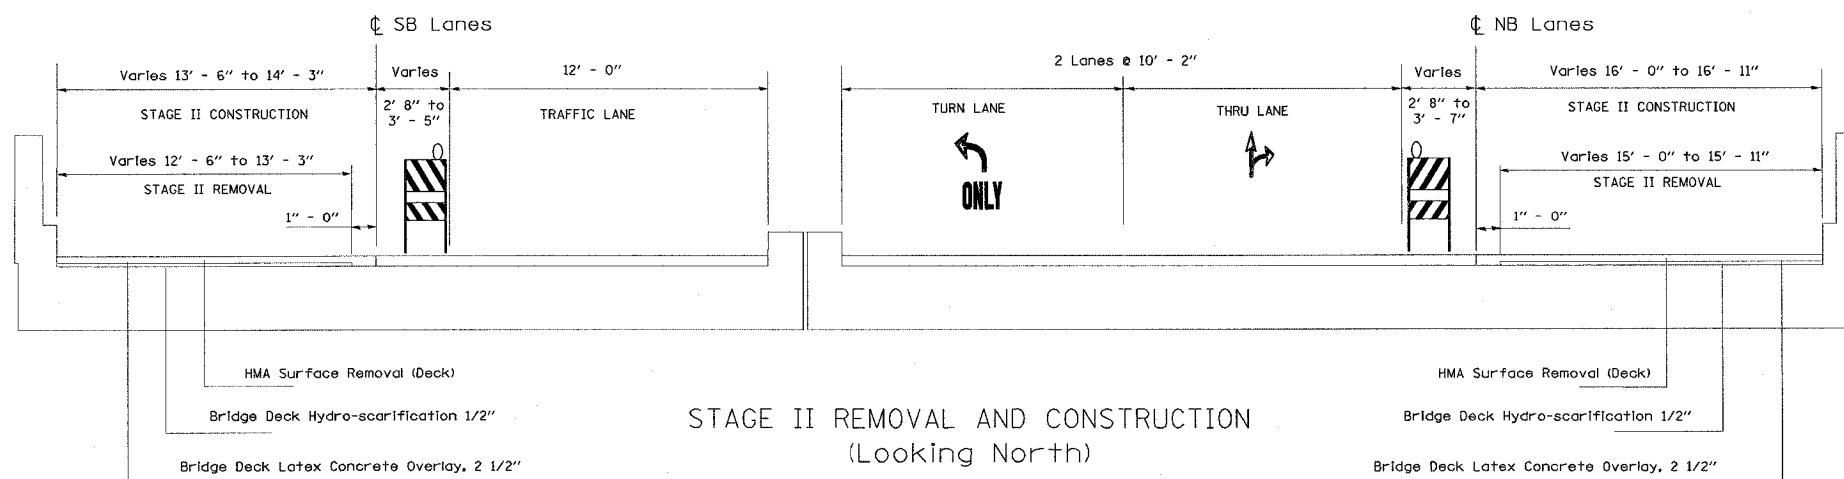 ℄ SB Lanes
℄ NB Lanes
Varies 13' - 6" to 14' - 3"
Varies
12' - 0"
2 Lanes @ 10' - 2"
Varies
Varies 16' - 0" to 16' - 11"
STAGE II CONSTRUCTION
2' 8" to
3' - 5"
TRAFFIC LANE
TURN LANE
THRU LANE
2' 8" to
3' - 7"
STAGE II CONSTRUCTION
Varies 12' - 6" to 13' - 3"
STAGE II REMOVAL
Varies 15' - 0" to 15' - 11"
STAGE II REMOVAL
ONLY
1" - 0"
1" - 0"
HMA Surface Removal (Deck)
HMA Surface Removal (Deck)
Bridge Deck Hydro-scarification 1/2"
Bridge Deck Hydro-scarification 1/2"
STAGE II REMOVAL AND CONSTRUCTION
(Looking North)
Bridge Deck Latex Concrete Overlay, 2 1/2"
Bridge Deck Latex Concrete Overlay, 2 1/2"